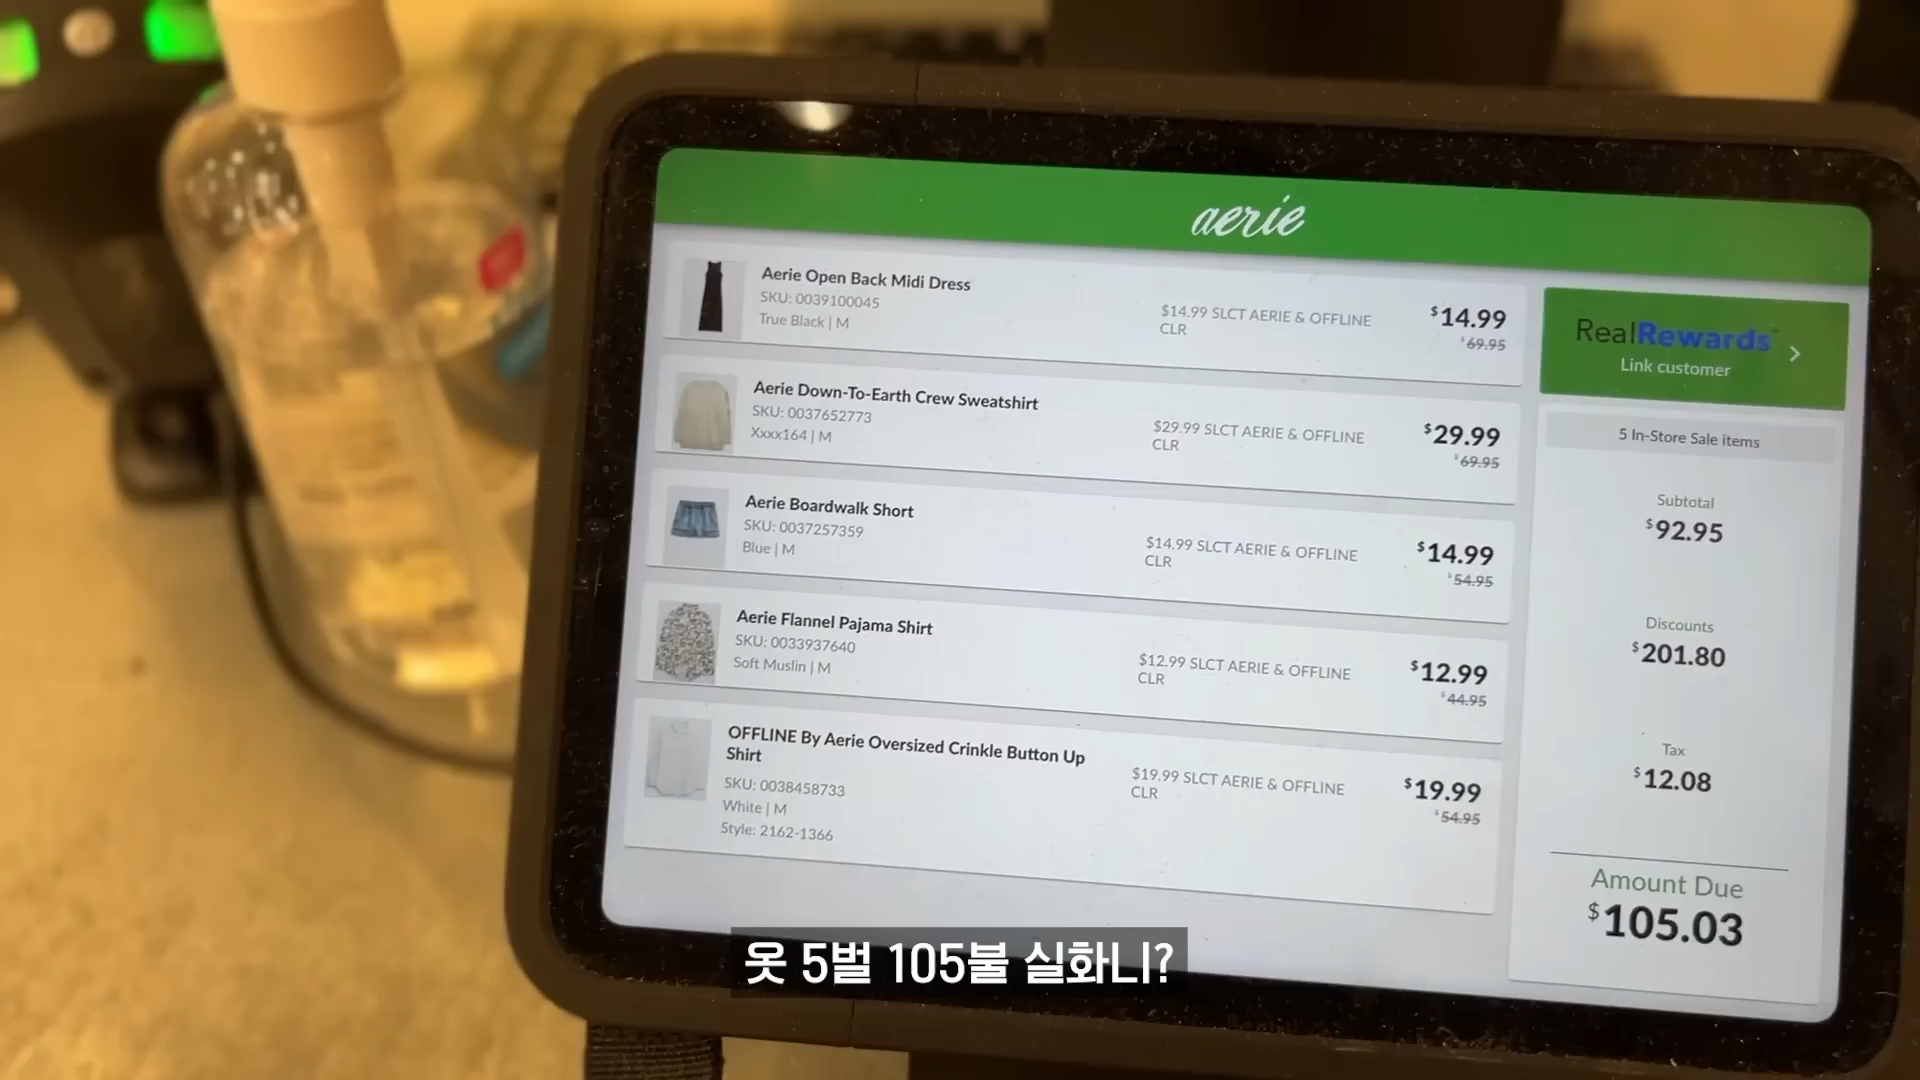 aerie
Aerie Open Back Midi Dress
SKU: 0039100045
True Black | M
$14.99 SLCT AERIE & OFFLINE
CLR
$14.99
$69.95
Aerie Down-To-Earth Crew Sweatshirt
SKU: 0037652773
Xxxx164 | M
$29.99 SLCT AERIE & OFFLINE
CLR
$29.99
$69.95
Aerie Boardwalk Short
SKU: 0037257359
Blue | M
$14.99 SLCT AERIE & OFFLINE
CLR
$14.99
$54.95
Aerie Flannel Pajama Shirt
SKU: 0033937640
Soft Muslin | M
$12.99 SLCT AERIE & OFFLINE
CLR
$12.99
$44.95
OFFLINE By Aerie Oversized Crinkle Button Up
Shirt
SKU: 0038458733
White | M
Style: 2162-1366
$19.99 SLCT AERIE & OFFLINE
CLR
$19.99
$54.95
RealRewards™
Link customer
5 In-Store Sale items
Subtotal
$92.95
Discounts
$201.80
Tax
$12.08
Amount Due
$105.03
옷 5벌 105불 실화니?